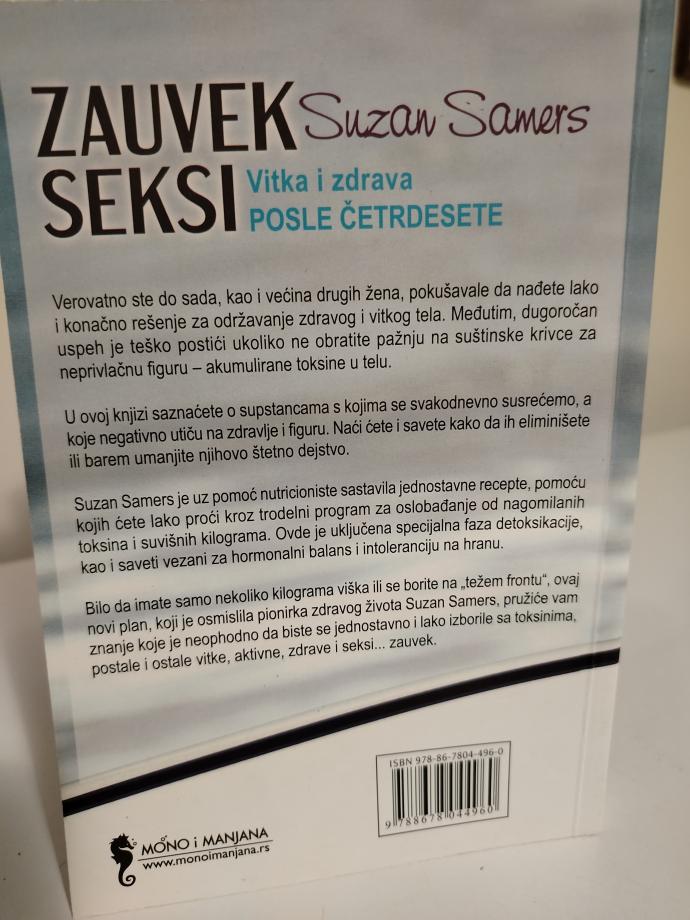 ZAUVEK Suzan Samers
SEKSI Vitka i zdrava
POSLE ČETRDESETE
Verovatno ste do sada, kao i većina drugih žena, pokušavale da nađete lako
i konačno rešenje za održavanje zdravog i vitkog tela. Međutim, dugoročan
uspeh je teško postići ukoliko ne obratite pažnju na suštinske krivce za
neprivlačnu figuru – akumulirane toksine u telu.
U ovoj knjizi saznaćete o supstancama s kojima se svakodnevno susrećemo, a
koje negativno utiču na zdravlje i figuru. Naći ćete i savete kako da ih eliminišete
ili barem umanjite njihovo štetno dejstvo.
Suzan Samers je uz pomoć nutricioniste sastavila jednostavne recepte, pomoću
kojih ćete lako proći kroz trodelni program za oslobađanje od nagomilanih
toksina i suvišnih kilograma. Ovde je uključena specijalna faza detoksikacije,
kao i saveti vezani za hormonalni balans i intoleranciju na hranu.
Bilo da imate samo nekoliko kilograma viška ili se borite na „težem frontu“, ovaj
novi plan, koji je osmislila pionirka zdravog života Suzan Samers, pružiće vam
znanje koje je neophodno da biste se jednostavno i lako izborile sa toksinima,
postale i ostale vitke, aktivne, zdrave i seksi... zauvek.
ISBN 978-86-7804-496-0
9 788678 044960
MONO i MANJANA
www.monoimanjana.rs